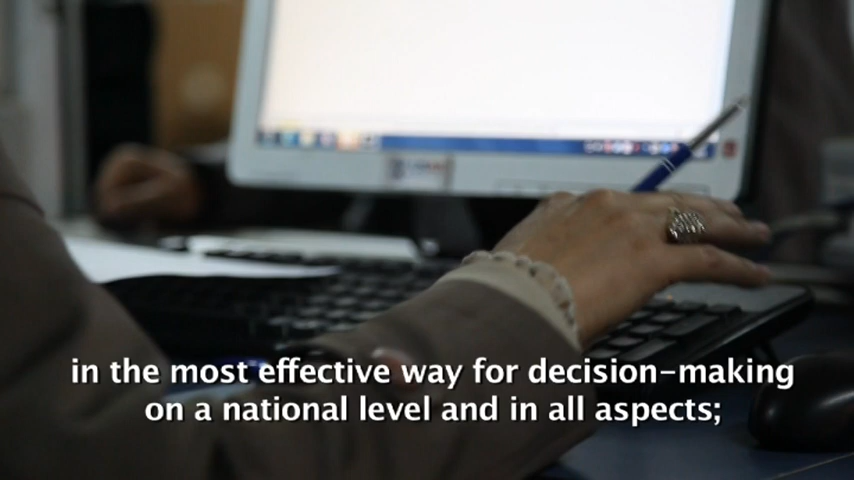 in the most effective way for decision-making
on a national level and in all aspects;